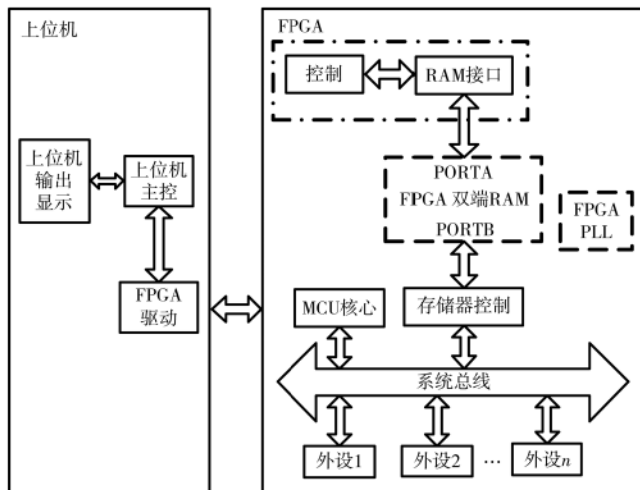 上位机
上位机
输出
显示
上位机
主控
FPGA
驱动
FPGA
控制
RAM接口
PORTA
FPGA 双端RAM
PORTB
FPGA
PLL
MCU核心
存储器控制
系统总线
外设1
外设2
…
外设n